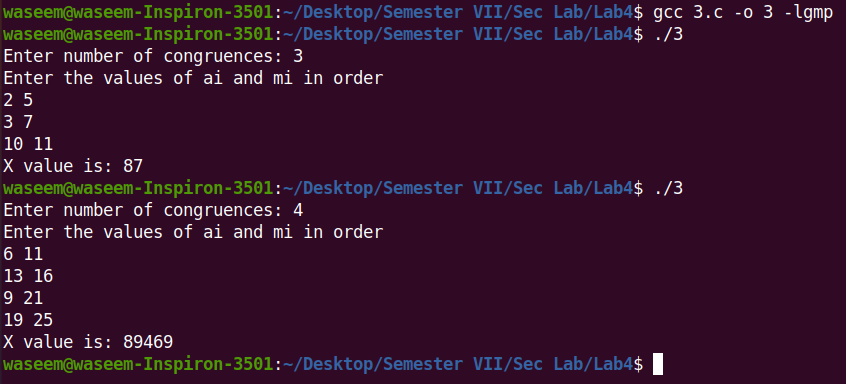 waseem@waseem-Inspiron-3501:~/Desktop/Semester VII/Sec Lab/Lab4$ gcc 3.c -o 3 -lgmp
waseem@waseem-Inspiron-3501:~/Desktop/Semester VII/Sec Lab/Lab4$ ./3
Enter number of congruences: 3
Enter the values of ai and mi in order
2 5
3 7
10 11
X value is: 87
waseem@waseem-Inspiron-3501:~/Desktop/Semester VII/Sec Lab/Lab4$ ./3
Enter number of congruences: 4
Enter the values of ai and mi in order
6 11
13 16
9 21
19 25
X value is: 89469
waseem@waseem-Inspiron-3501:~/Desktop/Semester VII/Sec Lab/Lab4$